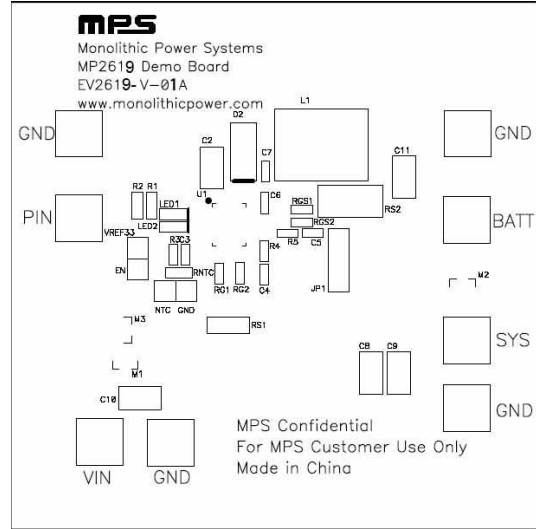 MPS
Monolithic Power Systems
MP2619 Demo Board
EV2619-V-01A
www.monolithicpower.com
GND
GND
L1
D2
C2
C7
C11
R2 R1
U1
C6
LED1
LED2
RGS1
RGS2
RS2
PIN
BATT
VREF33
R3 C3
R4
R5
C5
EN
RNTC
RG1
RG2
C4
JP1
M2
NTC GND
M3
RS1
SYS
M1
C8 C9
C10
GND
MPS Confidential
For MPS Customer Use Only
Made in China
VIN
GND